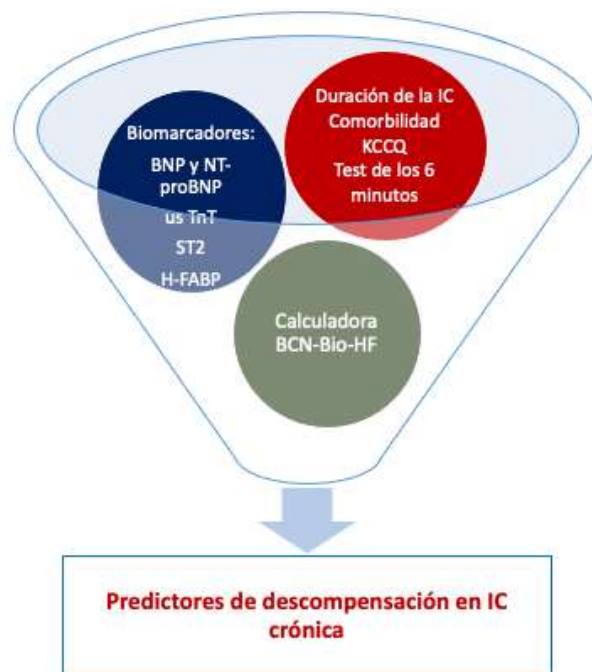 Biomarcadores:
BNP y NT-
proBNP
us TnT
ST2
H-FABP
Duración de la IC
Comorbilidad
KCCQ
Test de los 6
minutos
Calculadora
BCN-Bio-HF
Predictores de descompensación en IC
crónica